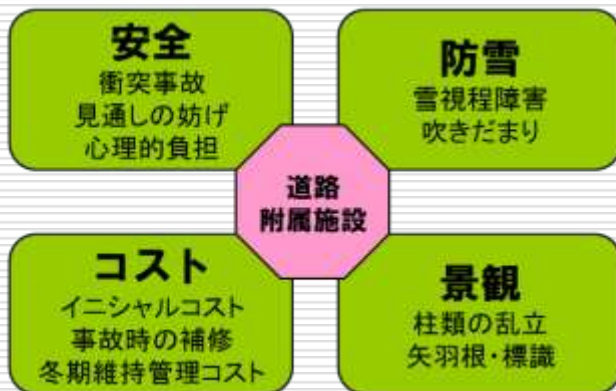 安全
衝突事故
見通しの妨げ
心理的負担
防雪
雪視程障害
吹きだまり
道路
附属施設
コスト
イニシャルコスト
事故時の補修
冬期維持管理コスト
景観
柱類の乱立
矢羽根・標識